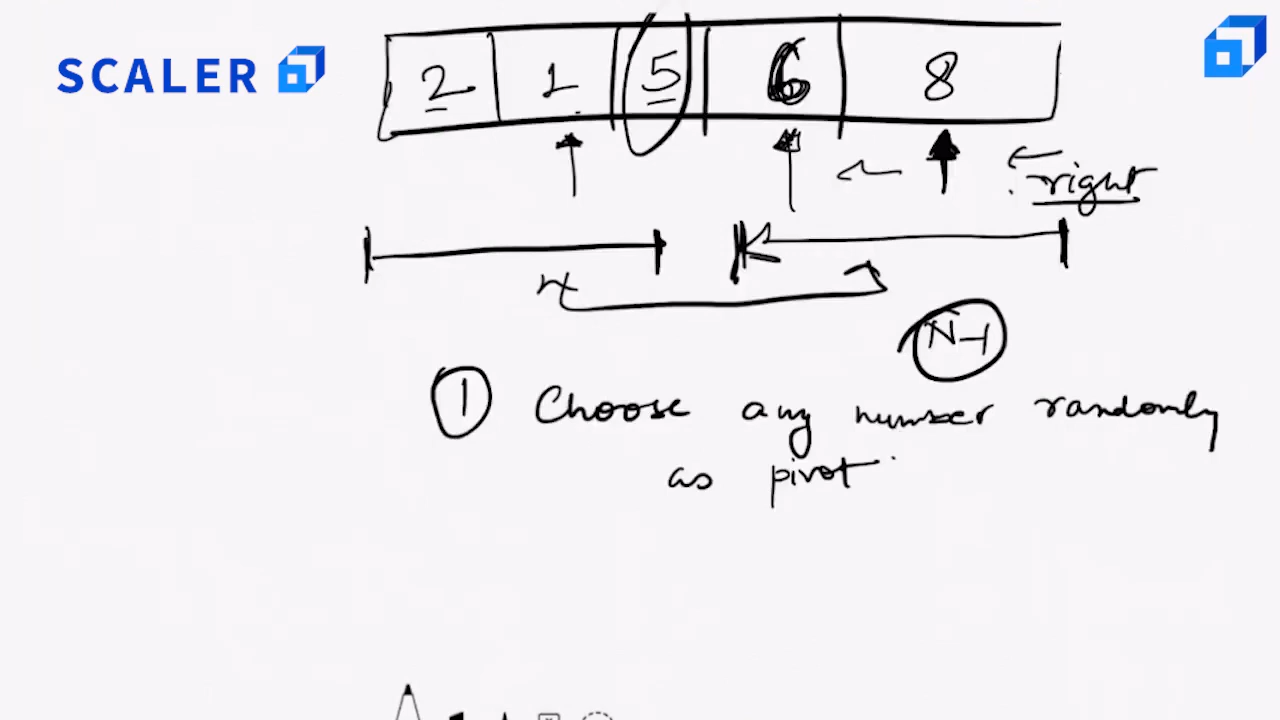 SCALER
2 1 5 6 8
right
N-1
1 Choose any number randomly
as pivot